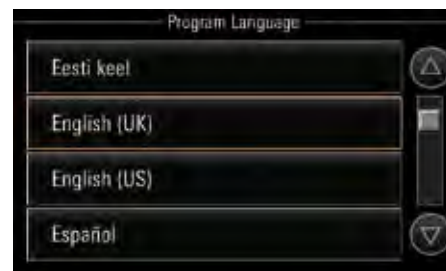 Program Language
Eesti keel
English (UK)
English (US)
Español